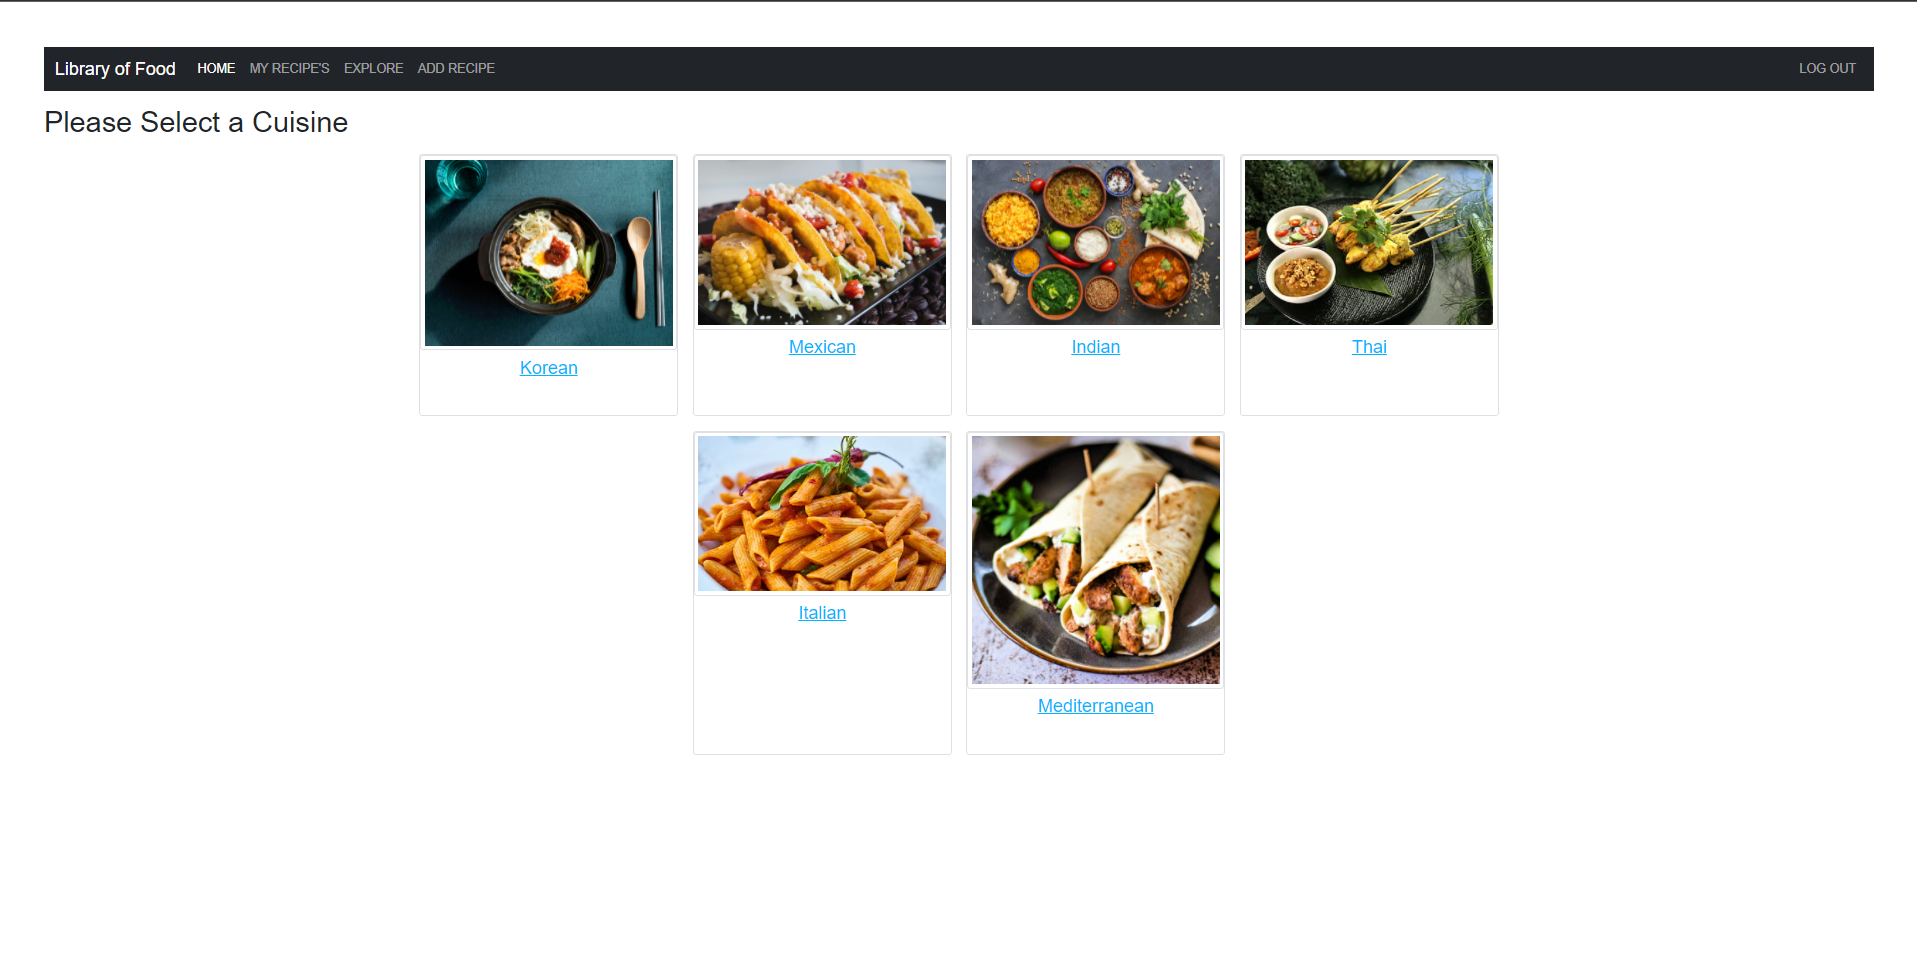 Library of Food HOME MY RECIPE'S EXPLORE ADD RECIPE LOG OUT
Please Select a Cuisine
Korean
Mexican
Indian
Thai
Italian
Mediterranean